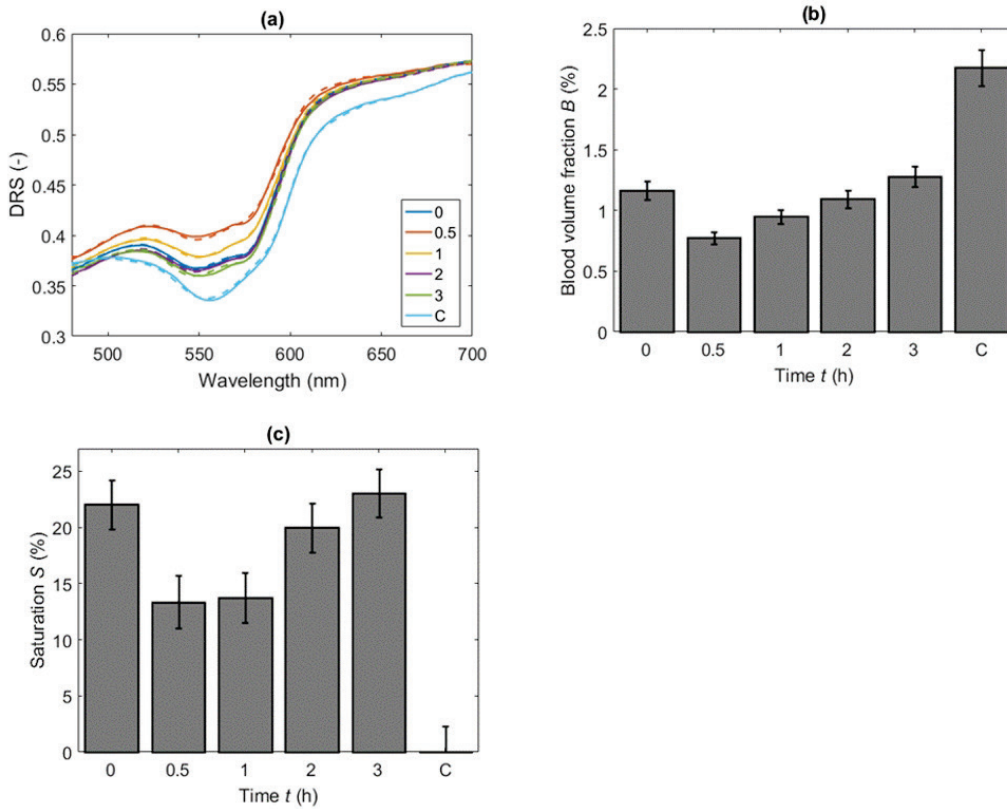 (a)
0.6
0.55
0.5
0.45
0.4
0.35
0.3
DRS (-)
0
0.5
1
2
3
C
500 550 600 650 700
Wavelength (nm)
(b)
2.5
2
1.5
1
0.5
0
Blood volume fraction B (%)
0 0.5 1 2 3 C
Time t (h)
(c)
25
20
15
10
5
0
Saturation S (%)
0 0.5 1 2 3 C
Time t (h)